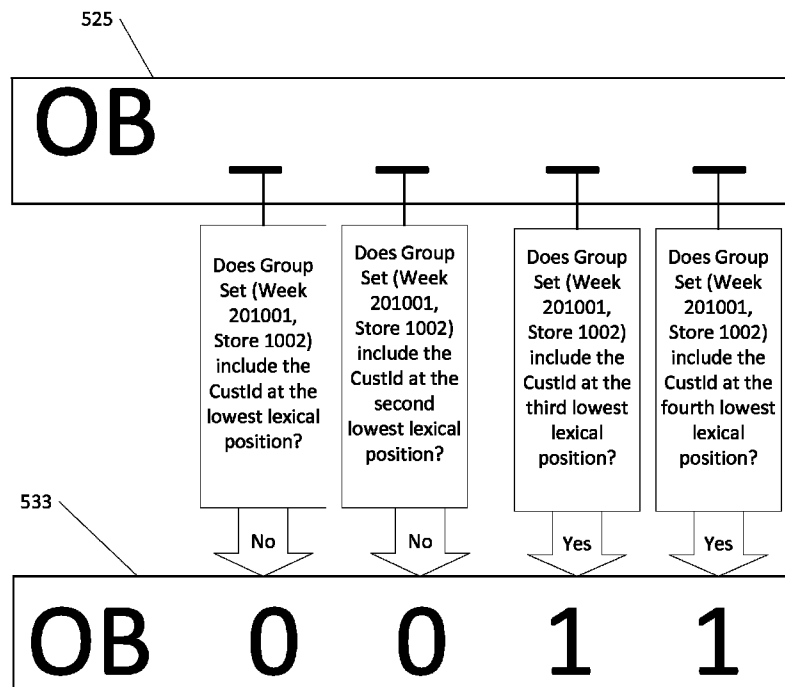 525
OB
Does Group
Set (Week
201001,
Store 1002)
include the
CustId at the
lowest lexical
position?
Does Group
Set (Week
201001,
Store 1002)
include the
CustId at the
second
lowest lexical
position?
Does Group
Set (Week
201001,
Store 1002)
include the
CustId at the
third lowest
lexical
position?
Does Group
Set (Week
201001,
Store 1002)
include the
CustId at the
fourth lowest
lexical
position?
533
No
No
Yes
Yes
OB 0 0 1 1